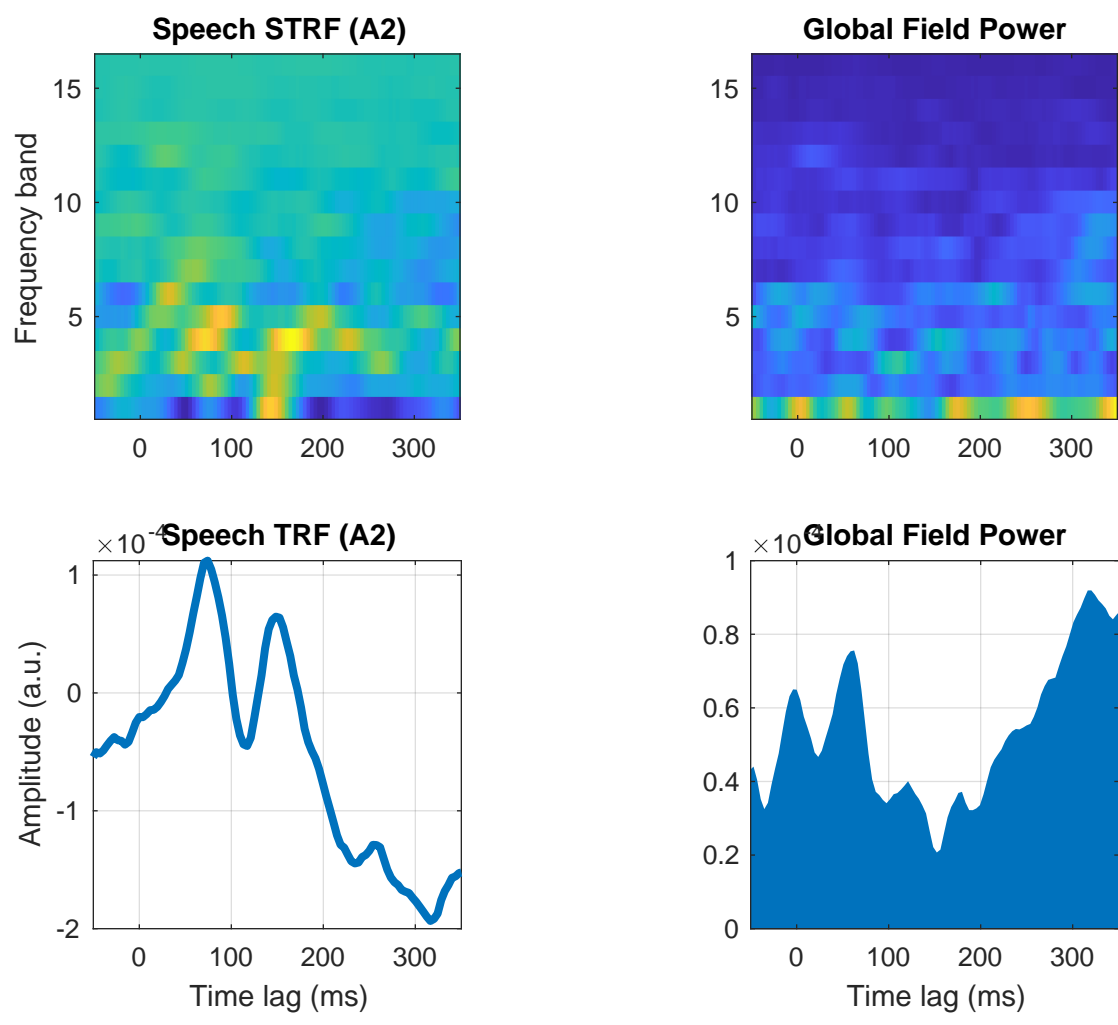 Speech STRF (A2)
Frequency band
15
10
5
0 100 200 300
Global Field Power
15
10
5
0 100 200 300
Speech TRF (A2)
×10^-4
Amplitude (a.u.)
1
0
-1
-2
0 100 200 300
Time lag (ms)
Global Field Power
×10^-4
1
0.8
0.6
0.4
0.2
0
0 100 200 300
Time lag (ms)